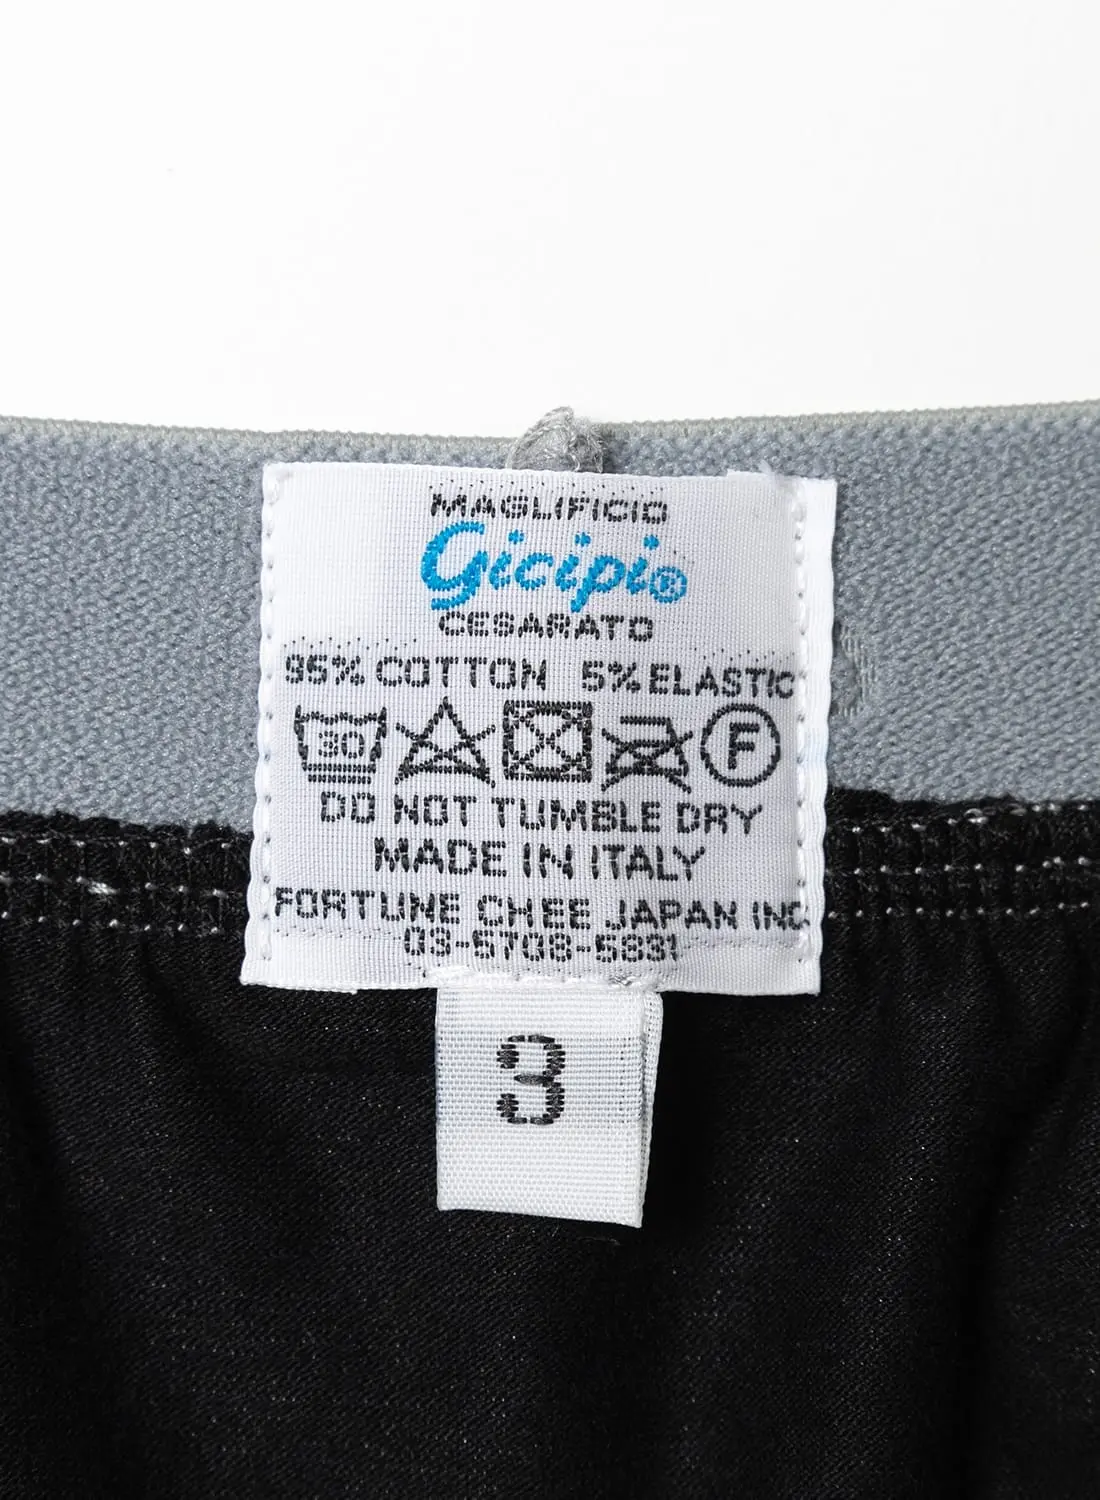 MAGLIFICIO
Gicipi®
CESARATO
95% COTTON 5% ELASTIC
30 F
DO NOT TUMBLE DRY
MADE IN ITALY
FORTUNE CHEE JAPAN INC
03-5708-5831
3